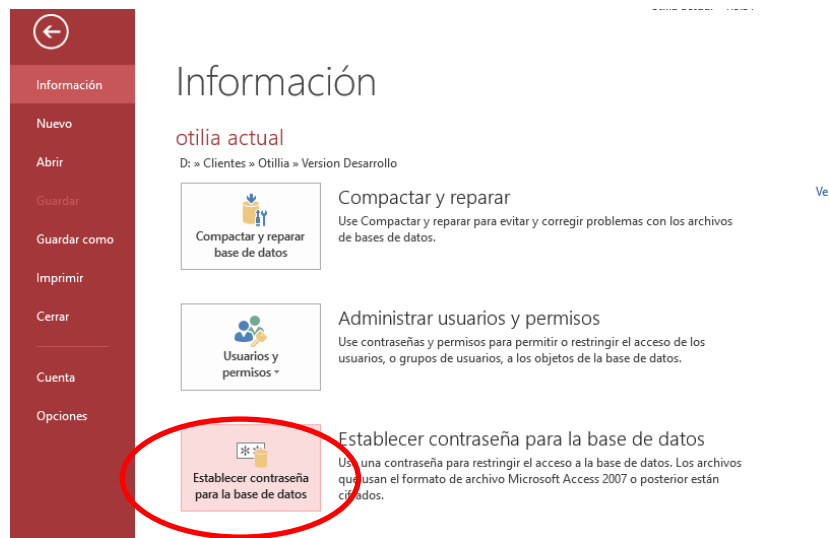 Información
Nuevo
Abrir
Guardar
Guardar como
Imprimir
Cerrar
Cuenta
Opciones
Información
otilia actual
D: » Clientes » Otillia » Version Desarrollo
Compactar y reparar
base de datos
Compactar y reparar
Use Compactar y reparar para evitar y corregir problemas con los archivos
de bases de datos.
Ve
Usuarios y
permisos
Administrar usuarios y permisos
Use contraseñas y permisos para permitir o restringir el acceso de los
usuarios, o grupos de usuarios, a los objetos de la base de datos.
Establecer contraseña
para la base de datos
Establecer contraseña para la base de datos
Use una contraseña para restringir el acceso a la base de datos. Los archivos
que usan el formato de archivo Microsoft Access 2007 o posterior están
cifrados.